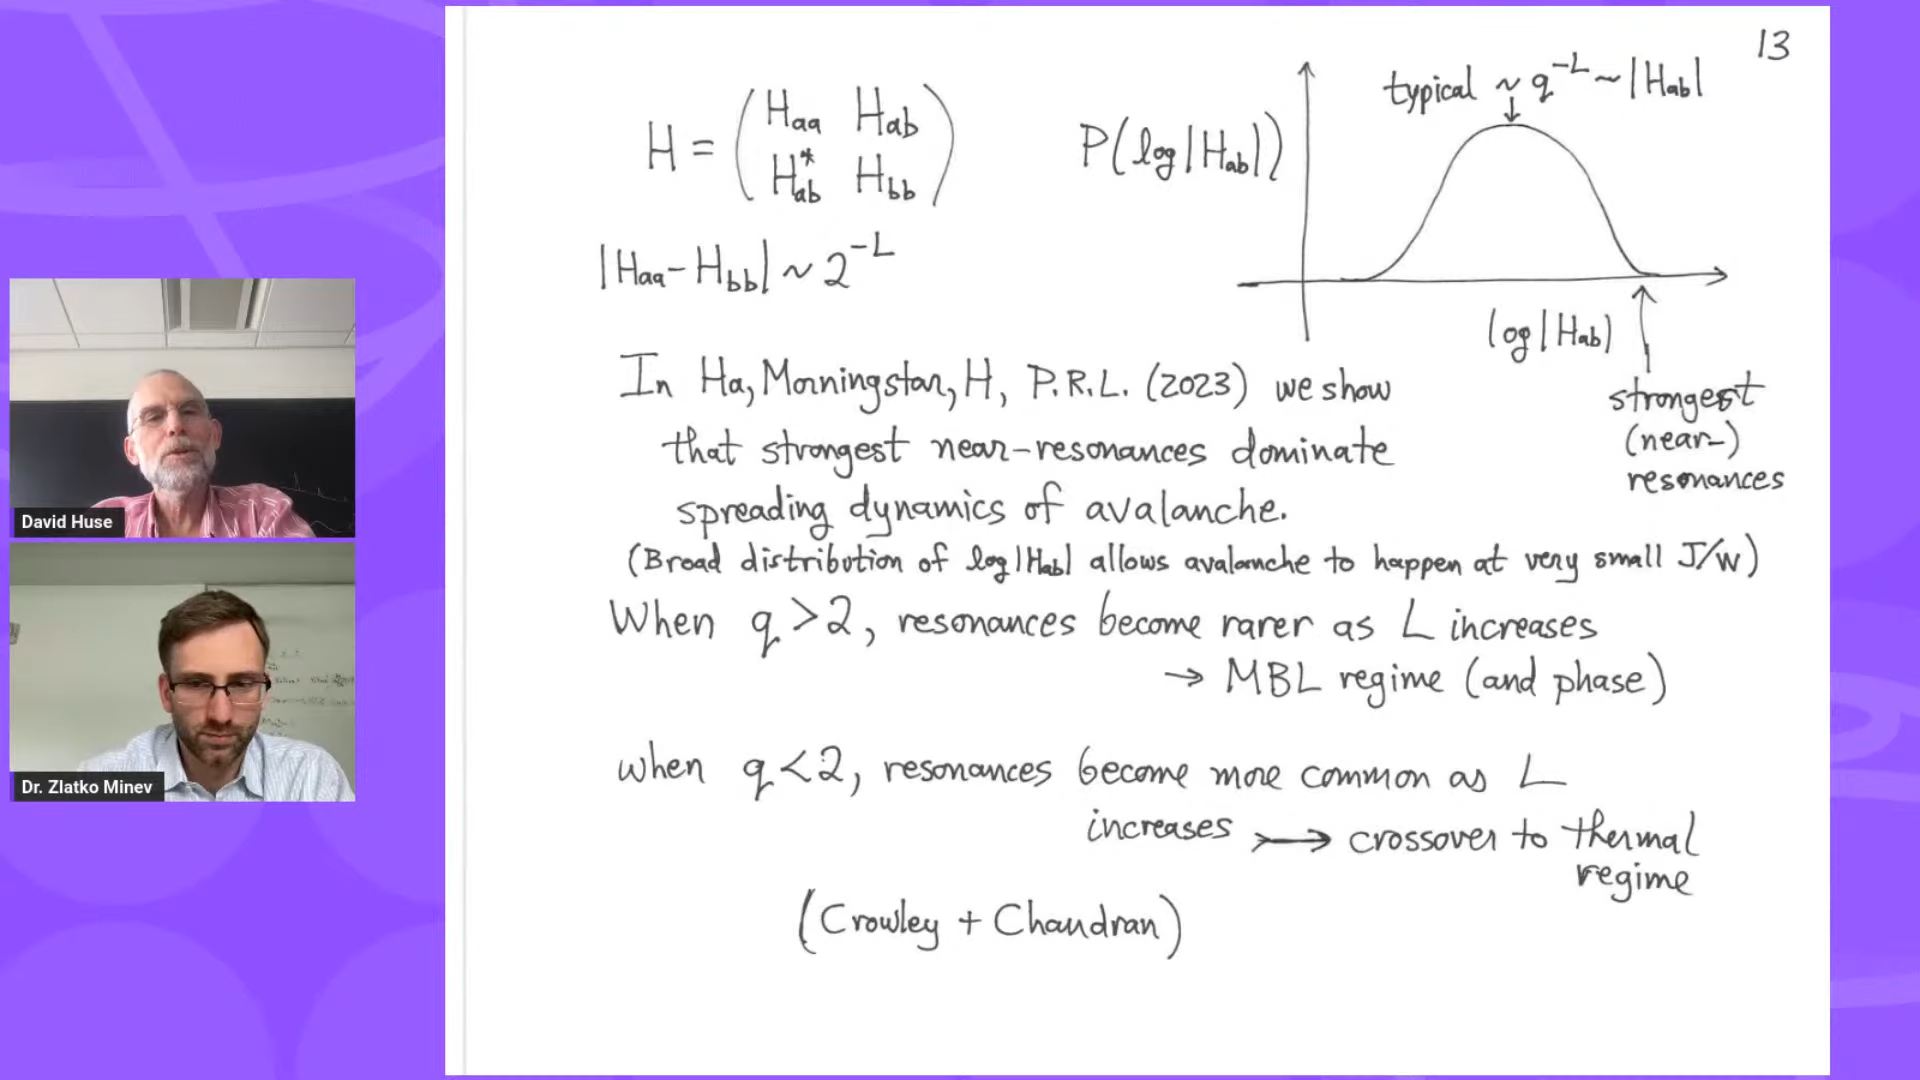 13
H = ( Haa Hab
H*ab Hbb )
|Haa - Hbb| ~ 2^-L
P(log|Hab|)
typical ~ q^-L ~ |Hab|
log|Hab|
strongest
(near-)
resonances
In Ha, Morningstar, H, P.R.L. (2023) we show
that strongest near-resonances dominate
spreading dynamics of avalanche.
(Broad distribution of log|Hab| allows avalanche to happen at very small J/W)
When q > 2, resonances become rarer as L increases
→ MBL regime (and phase)
when q < 2, resonances become more common as L
increases → crossover to thermal
regime
(Crowley + Chandran)
David Huse
Dr. Zlatko Minev